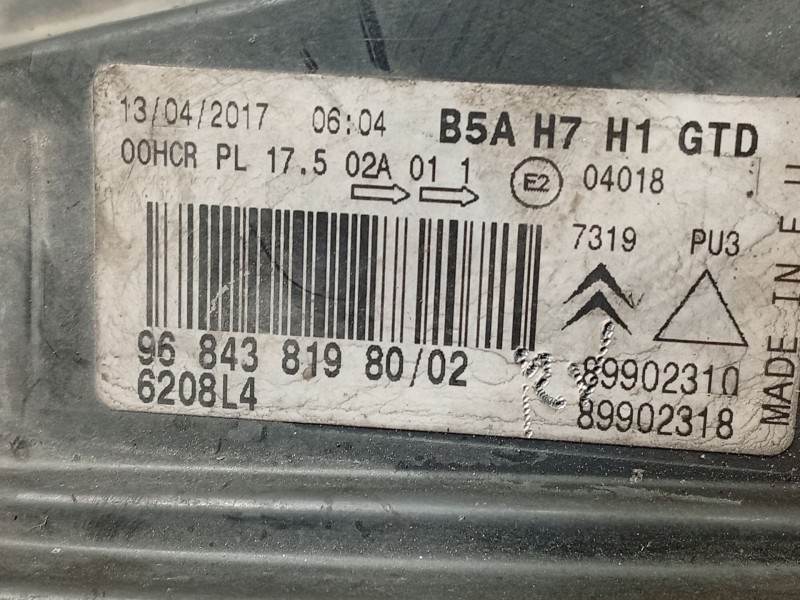 13/04/2017 06:04 B5A H7 H1 GTD
00HCR PL 17.5 02A 01 1 E2 04018
7319 PU3
96 843 819 80/02
6208L4
89902310
89902318
MADE IN E U